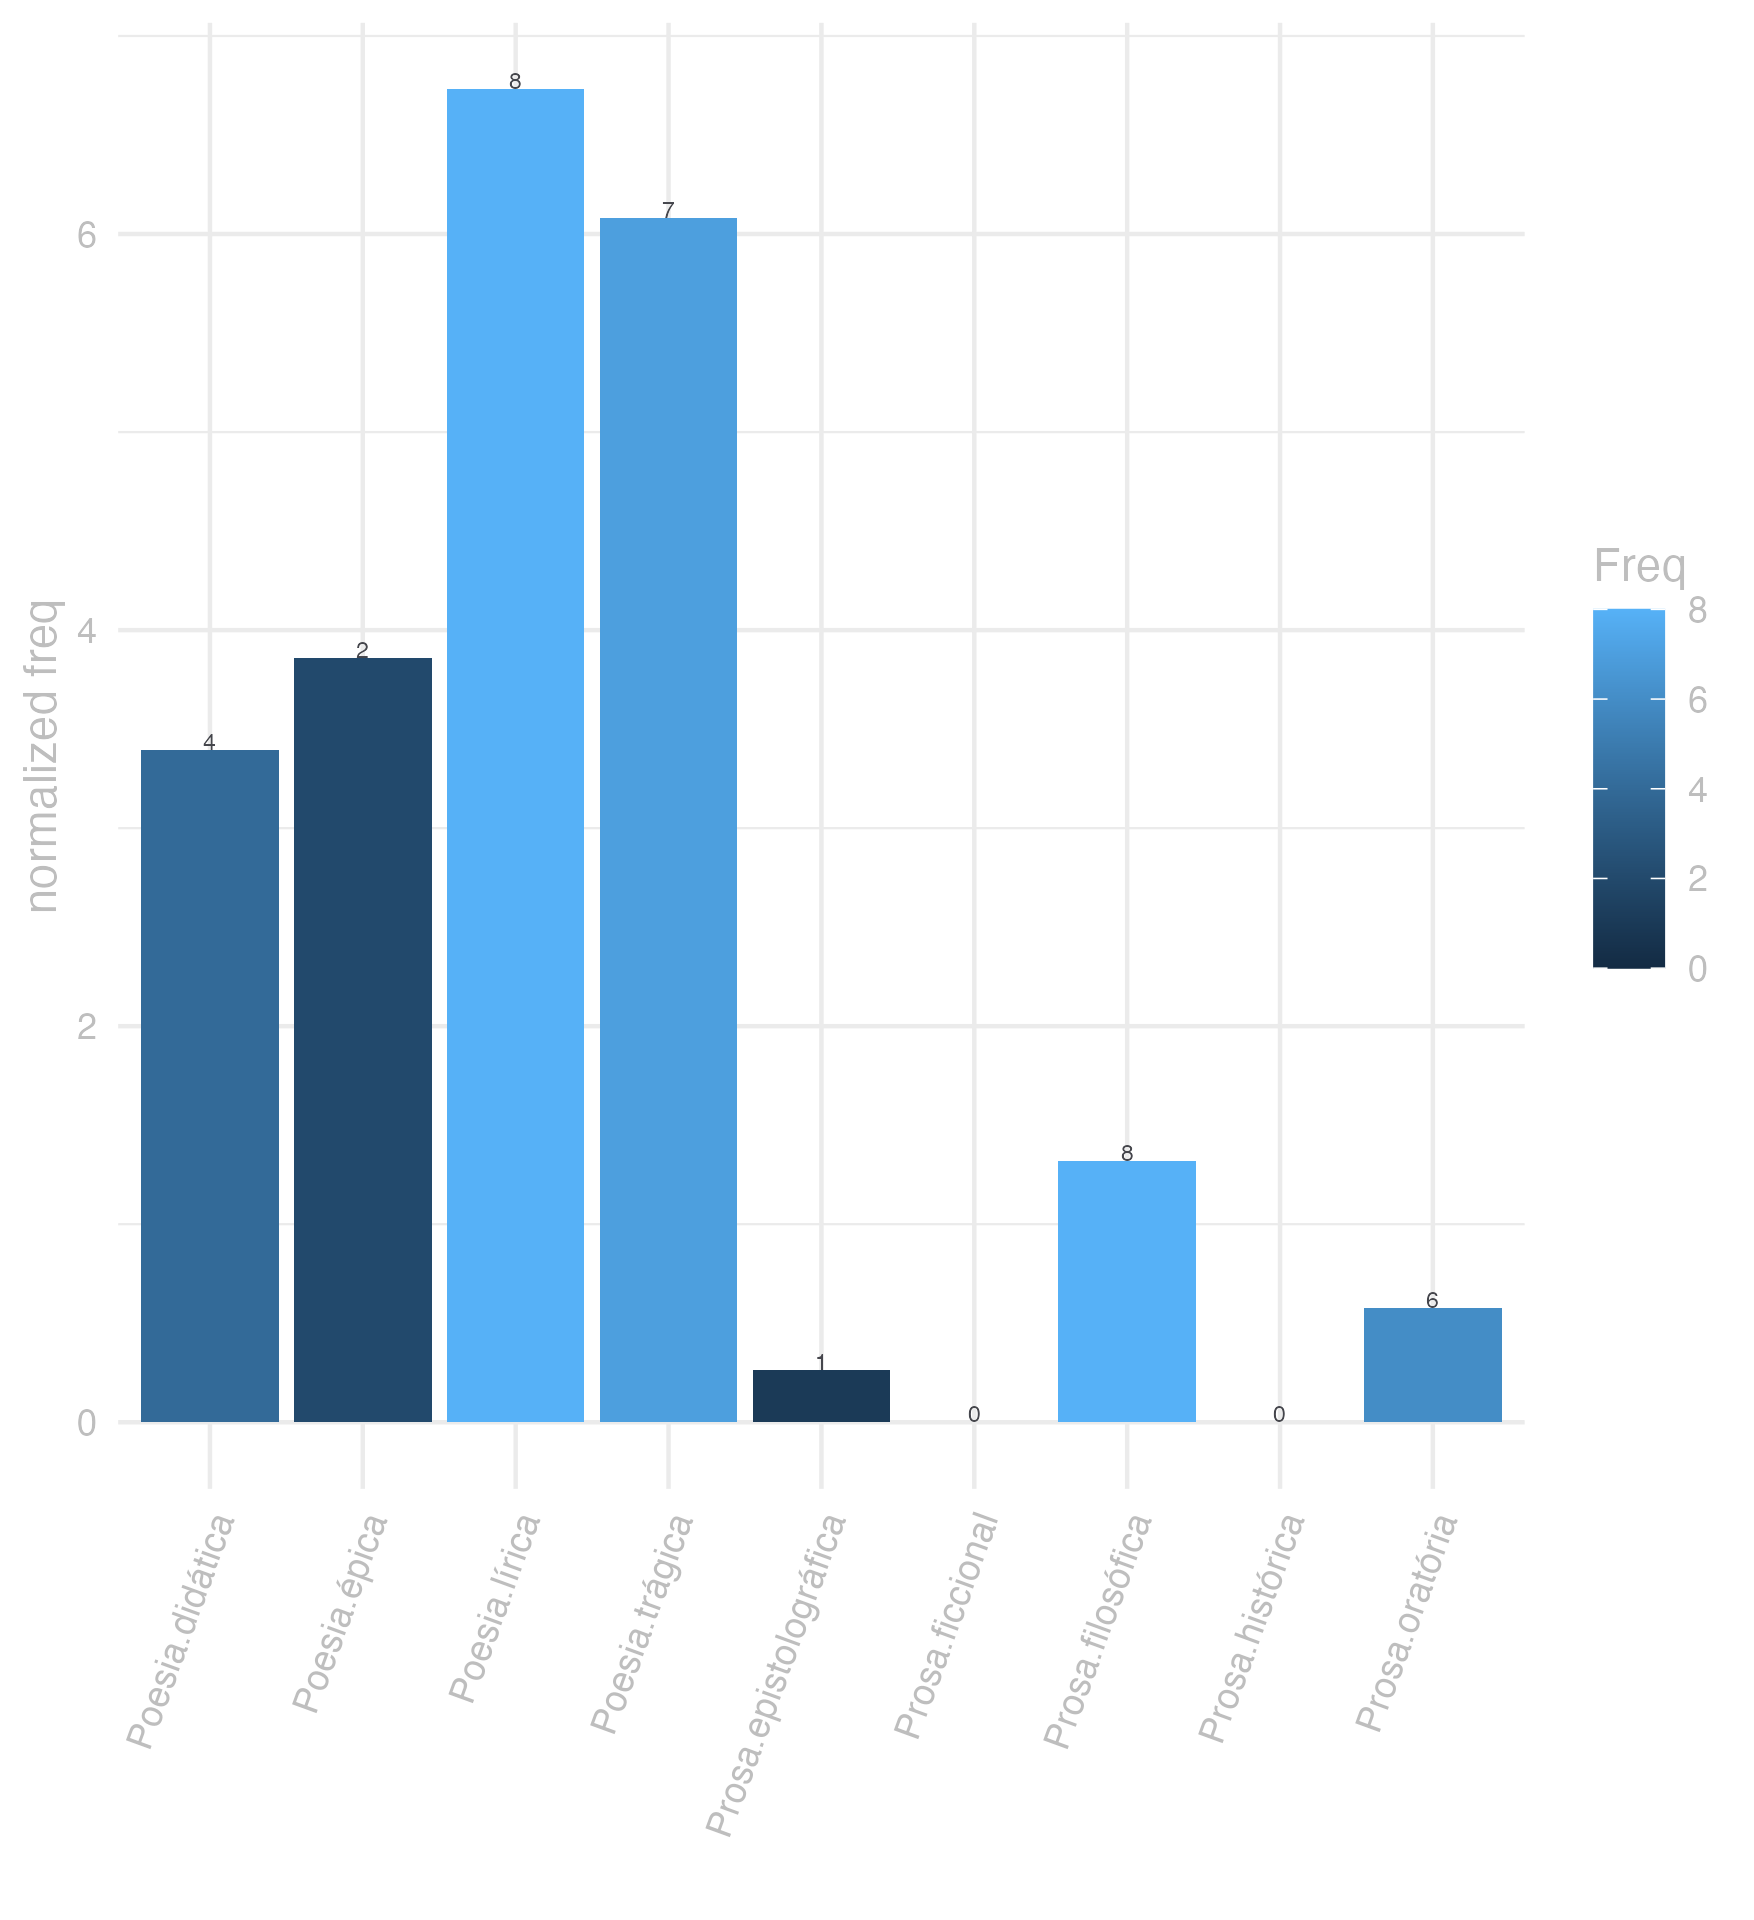 normalized freq
6
4
2
0
4
2
8
7
1
0
8
0
6
Poesia.didática
Poesia.épica
Poesia.lírica
Poesia.trágica
Prosa.epistolográfica
Prosa.ficcional
Prosa.filosófica
Prosa.histórica
Prosa.oratória
Freq
8
6
4
2
0